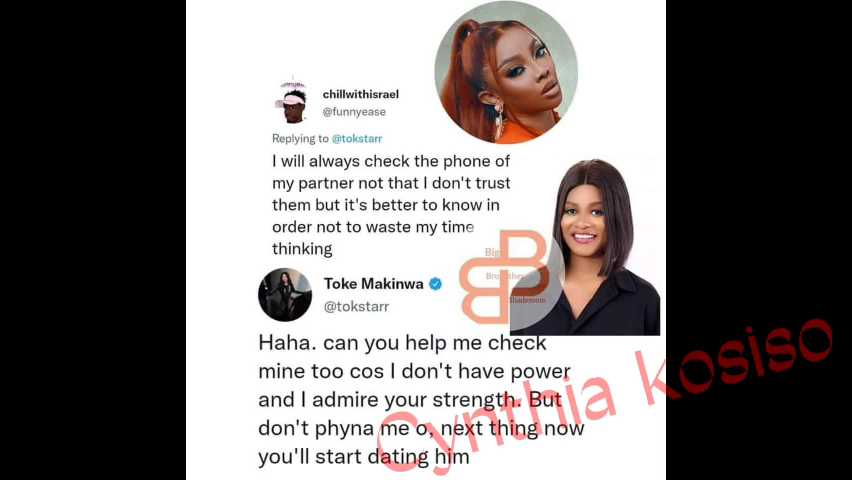 chillwithisrael
@funnyease
Replying to @tokstarr
I will always check the phone of
my partner not that I don't trust
them but it's better to know in
order not to waste my time
thinking
Big
Brother
Shaderoom
Toke Makinwa
@tokstarr
Haha. can you help me check
mine too cos I don't have power
and I admire your strength. But
don't phyna me o, next thing now
you'll start dating him
Cynthia kosiso